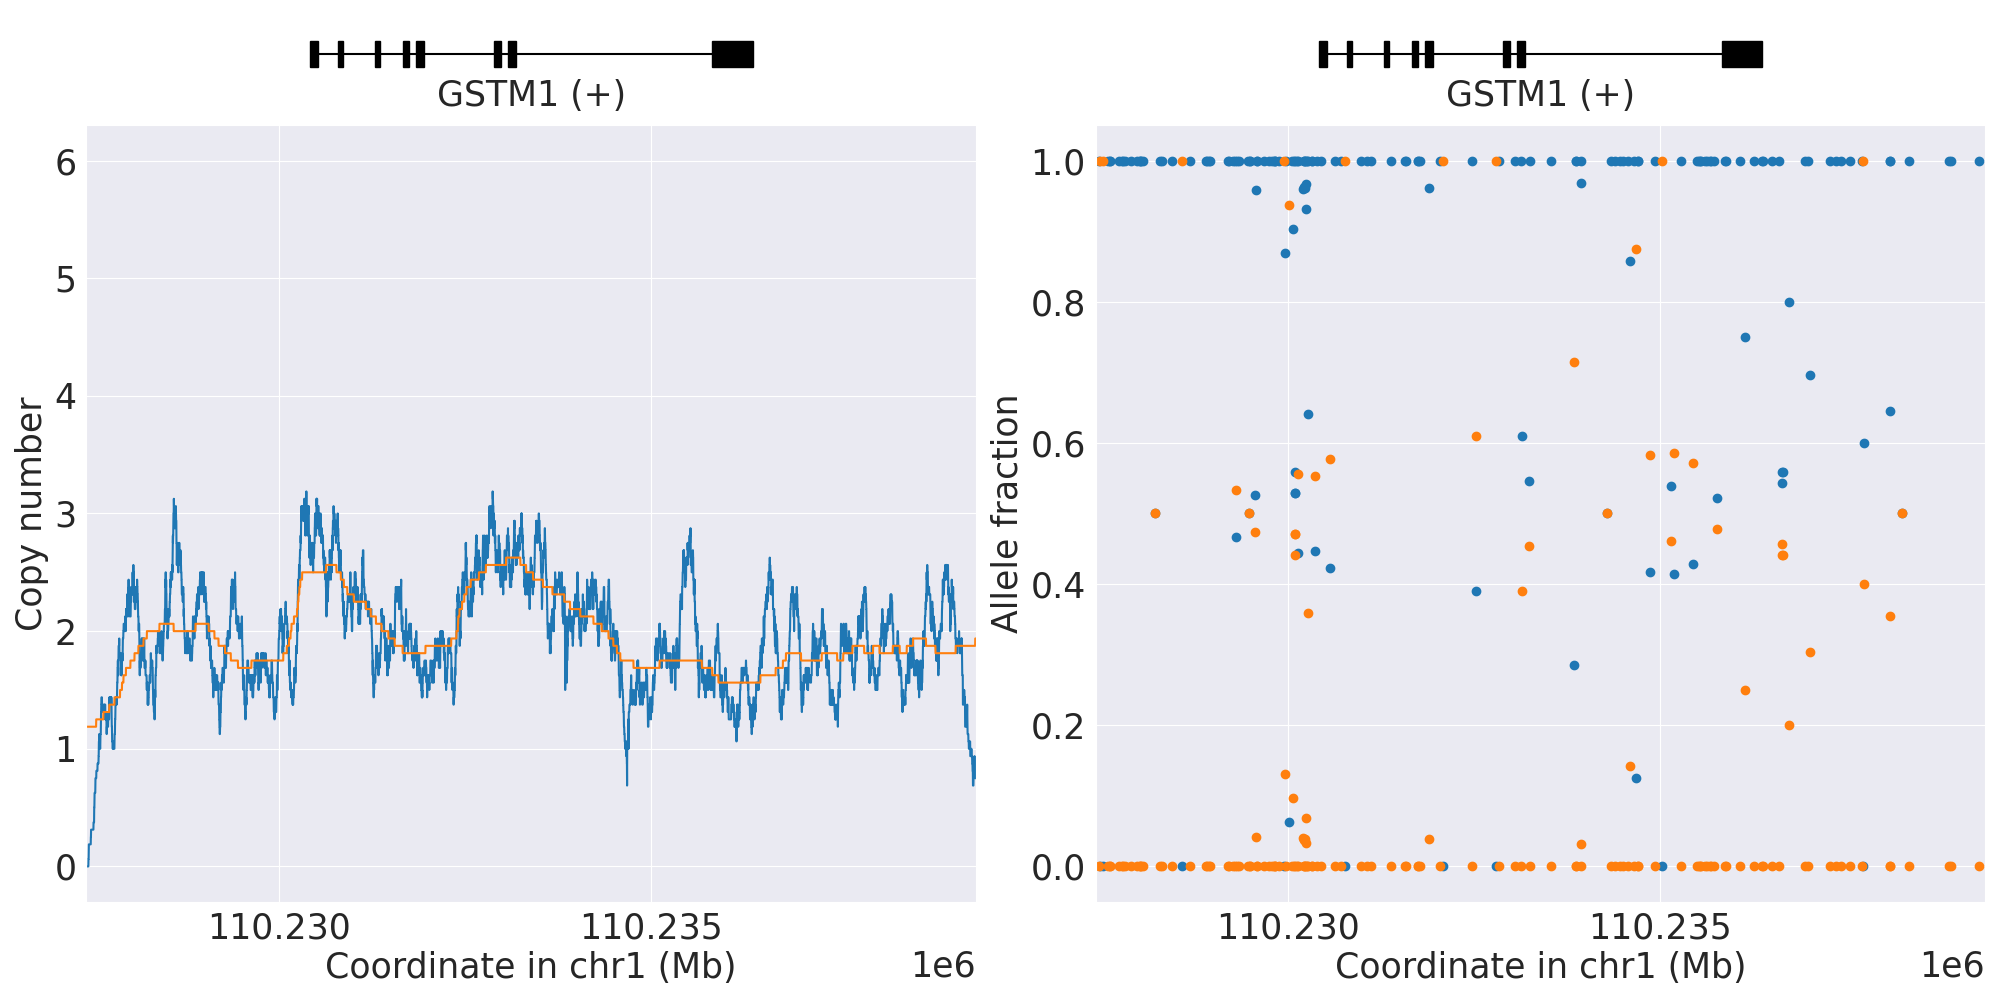 GSTM1 (+)
6
5
4
3
2
1
0
Copy number
110.230
110.235
Coordinate in chr1 (Mb)
1e6
GSTM1 (+)
1.0
0.8
0.6
0.4
0.2
0.0
Allele fraction
110.230
110.235
Coordinate in chr1 (Mb)
1e6